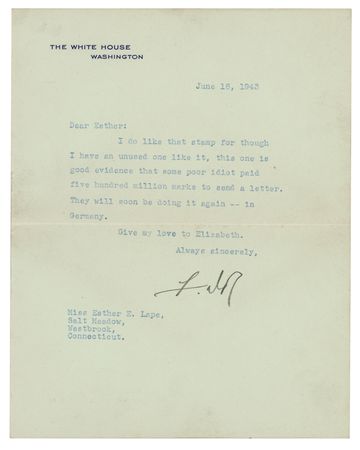 THE WHITE HOUSE
WASHINGTON
June 16, 1943
Dear Esther:
I do like that stamp for though
I have an unused one like it, this one is
good evidence that some poor idiot paid
five hundred million marks to send a letter.
They will soon be doing it again -- in
Germany.
Give my love to Elizabeth.
Always sincerely,
Miss Esther E. Lape,
Salt Meadow,
Westbrook,
Connecticut.